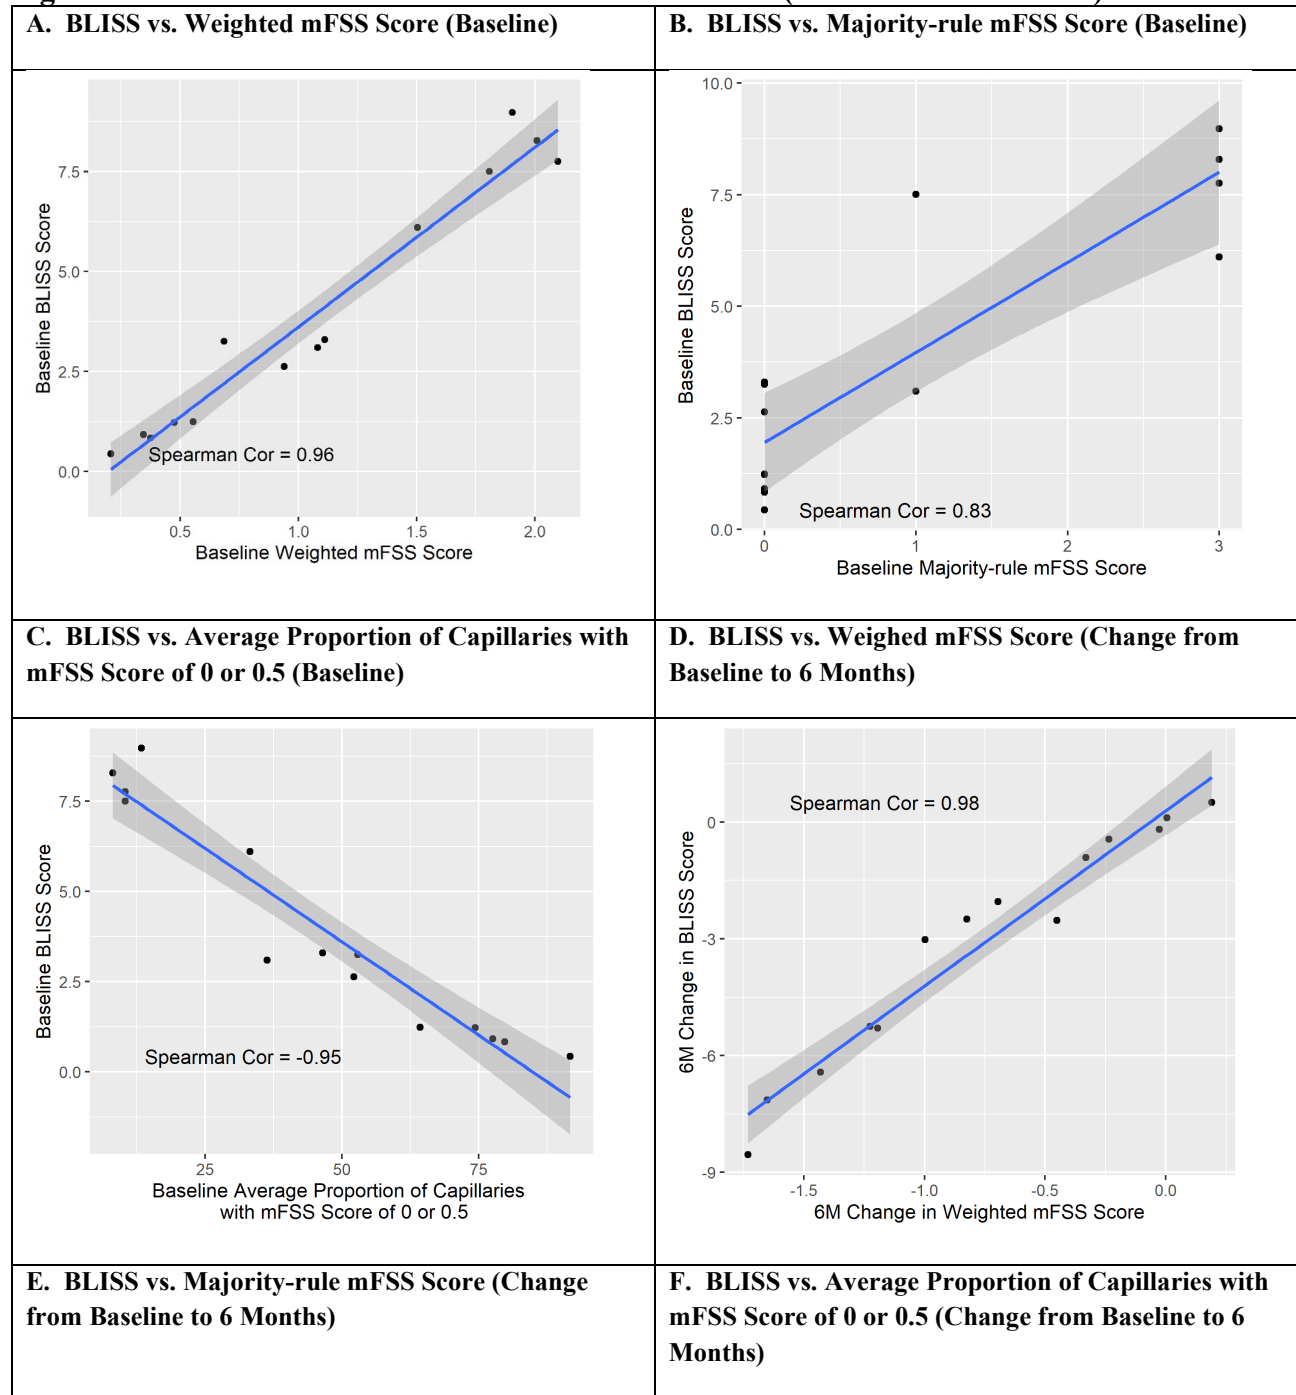 A. BLISS vs. Weighted mFSS Score (Baseline)
B. BLISS vs. Majority-rule mFSS Score (Baseline)
Baseline BLISS Score
7.5
5.0
2.5
0.0
Spearman Cor = 0.96
0.5 1.0 1.5 2.0
Baseline Weighted mFSS Score
Baseline BLISS Score
10.0
7.5
5.0
2.5
0.0
Spearman Cor = 0.83
0 1 2 3
Baseline Majority-rule mFSS Score
C. BLISS vs. Average Proportion of Capillaries with
mFSS Score of 0 or 0.5 (Baseline)
D. BLISS vs. Weighed mFSS Score (Change from
Baseline to 6 Months)
Baseline BLISS Score
7.5
5.0
2.5
0.0
Spearman Cor = -0.95
25 50 75
Baseline Average Proportion of Capillaries
with mFSS Score of 0 or 0.5
6M Change in BLISS Score
0
-3
-6
-9
Spearman Cor = 0.98
-1.5 -1.0 -0.5 0.0
6M Change in Weighted mFSS Score
E. BLISS vs. Majority-rule mFSS Score (Change
from Baseline to 6 Months)
F. BLISS vs. Average Proportion of Capillaries with
mFSS Score of 0 or 0.5 (Change from Baseline to 6
Months)